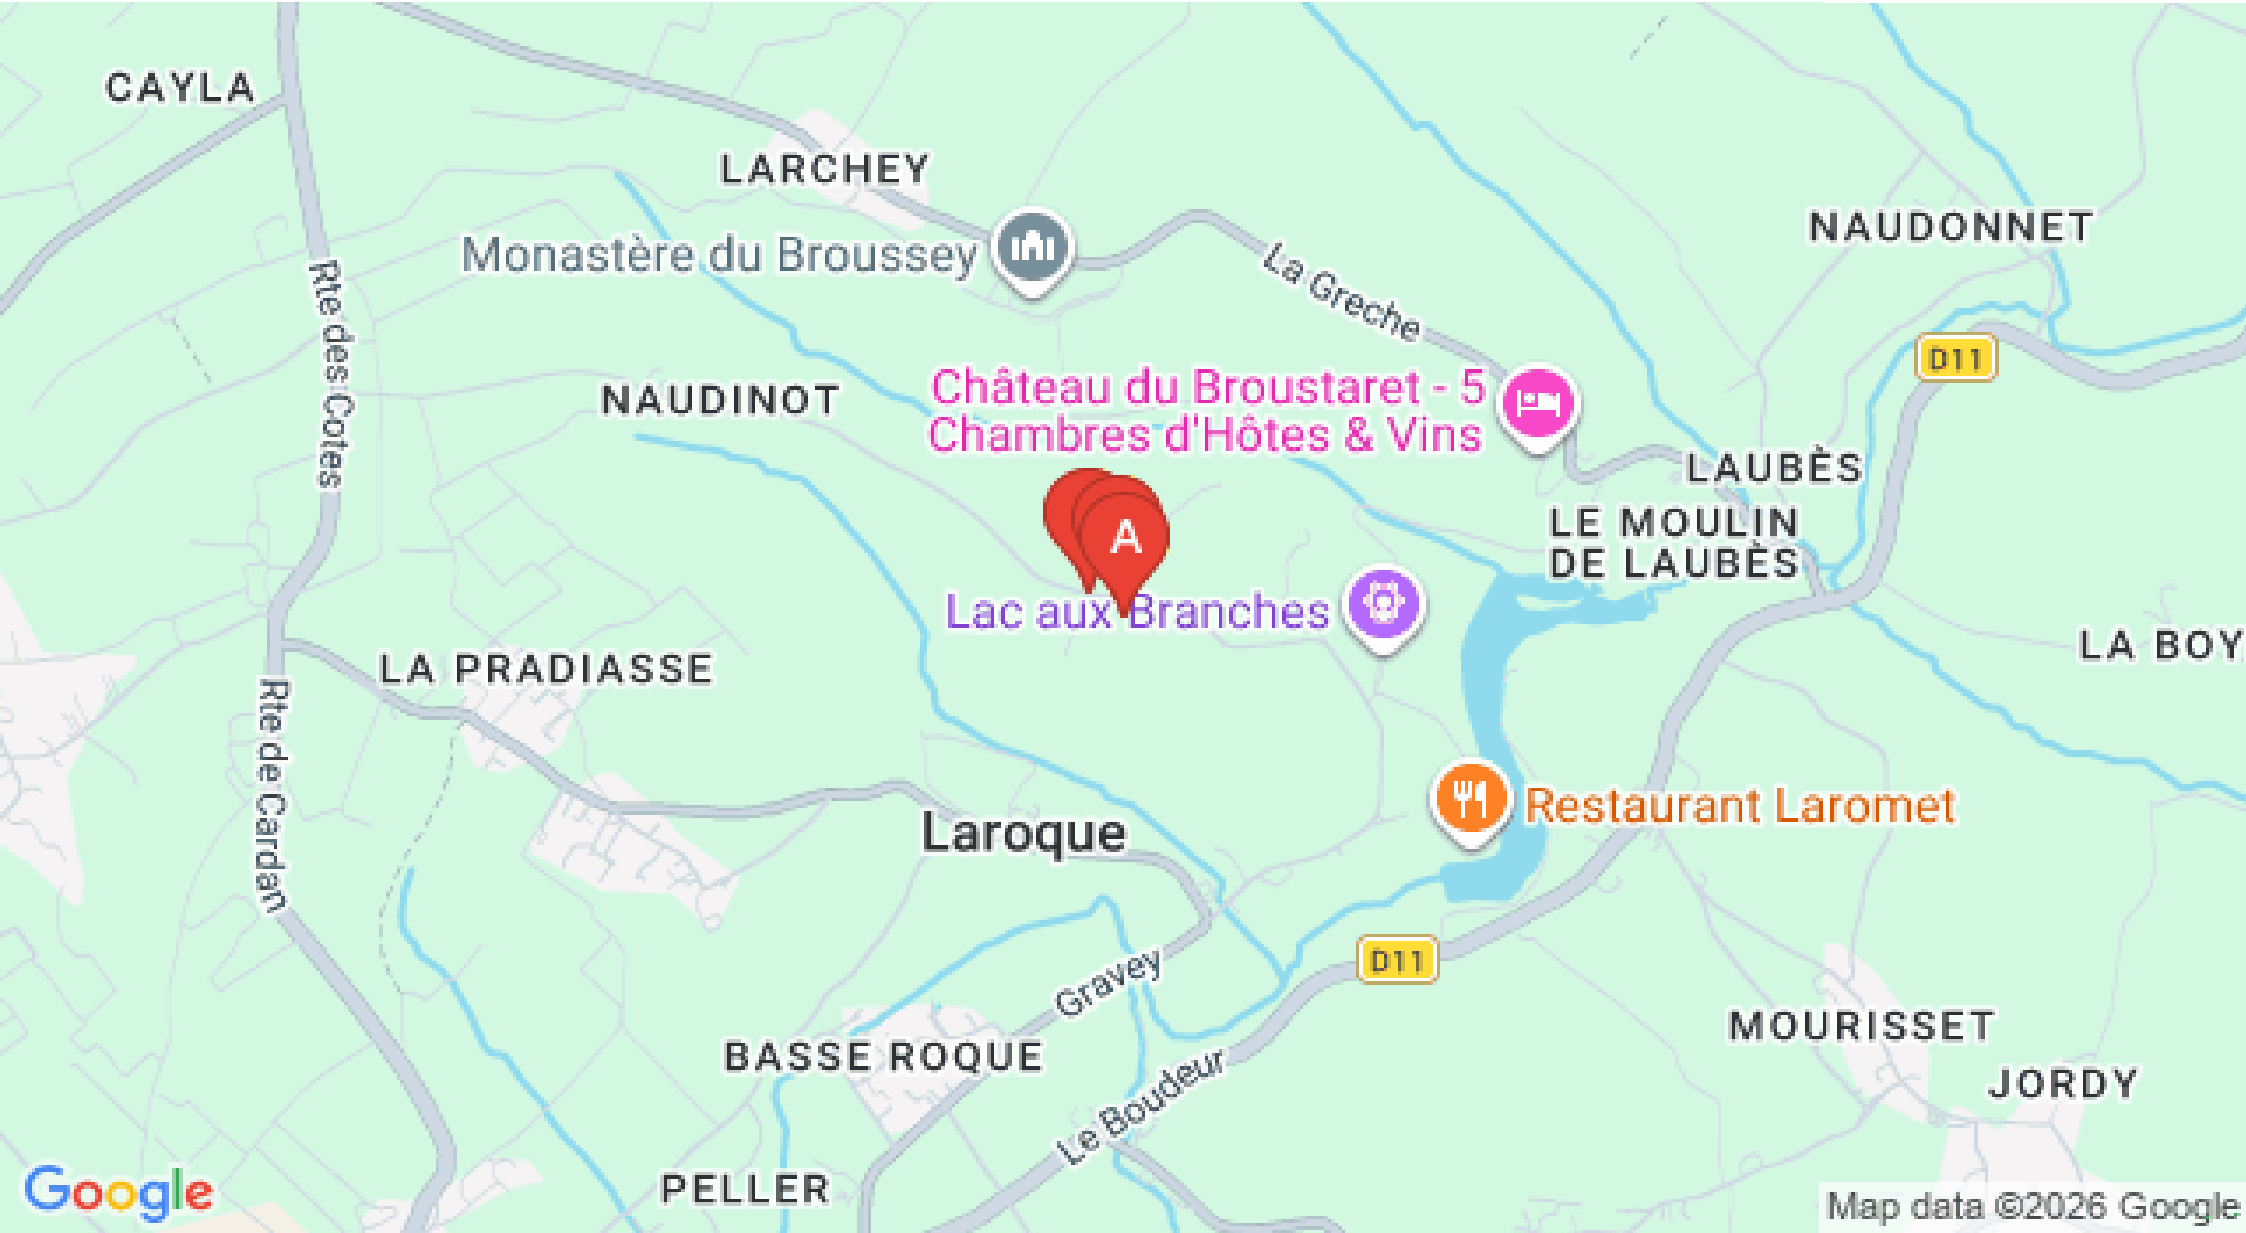 CAYLA
LARCHEY
Monastère du Broussey
NAUDONNET
La Greche
Rte des Cotes
D11
NAUDINOT
Château du Broustaret - 5
Chambres d'Hôtes & Vins
LAUBÈS
LE MOULIN
DE LAUBÈS
A
Lac aux Branches
LA BOY
LA PRADIASSE
Rte de Cardan
Laroque
Restaurant Laromet
D11
Gravey
BASSE ROQUE
Le Boudeur
MOURISSET
JORDY
PELLER
Google
Map data ©2026 Google